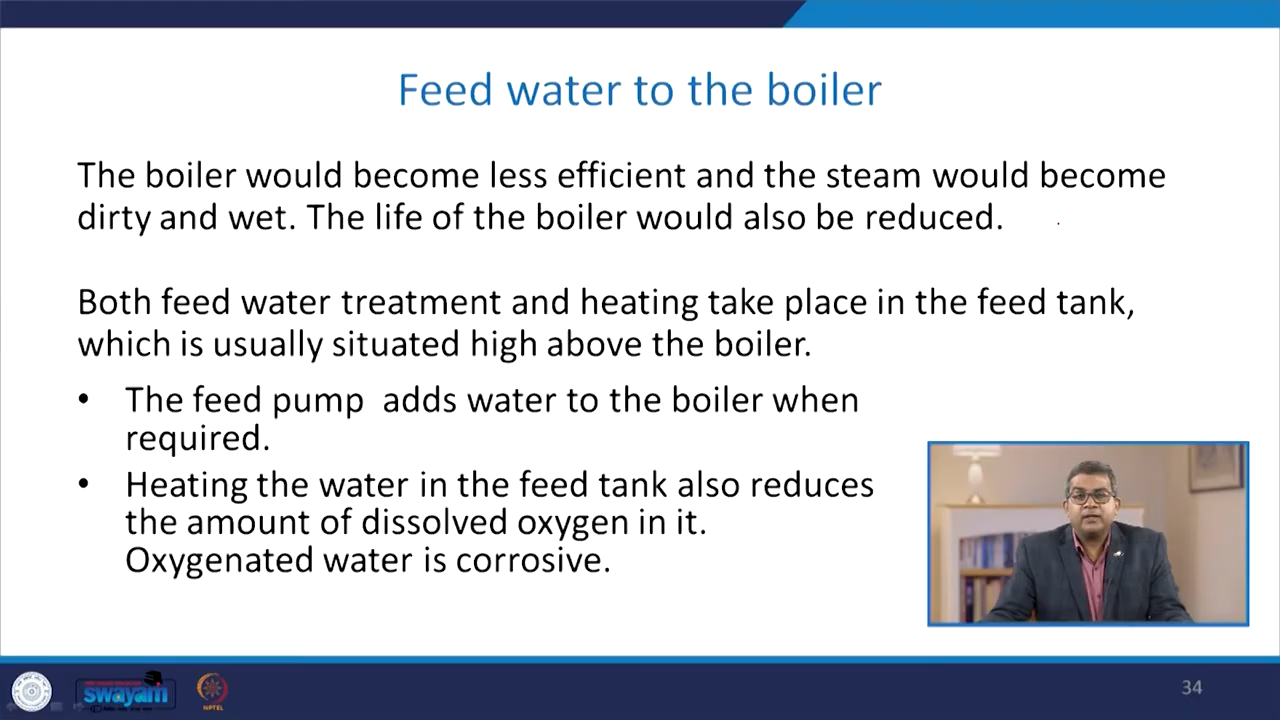 Feed water to the boiler
The boiler would become less efficient and the steam would become
dirty and wet. The life of the boiler would also be reduced.
Both feed water treatment and heating take place in the feed tank,
which is usually situated high above the boiler.
• The feed pump  adds water to the boiler when
required.
• Heating the water in the feed tank also reduces
the amount of dissolved oxygen in it.
Oxygenated water is corrosive.
swayam
NPTEL
34